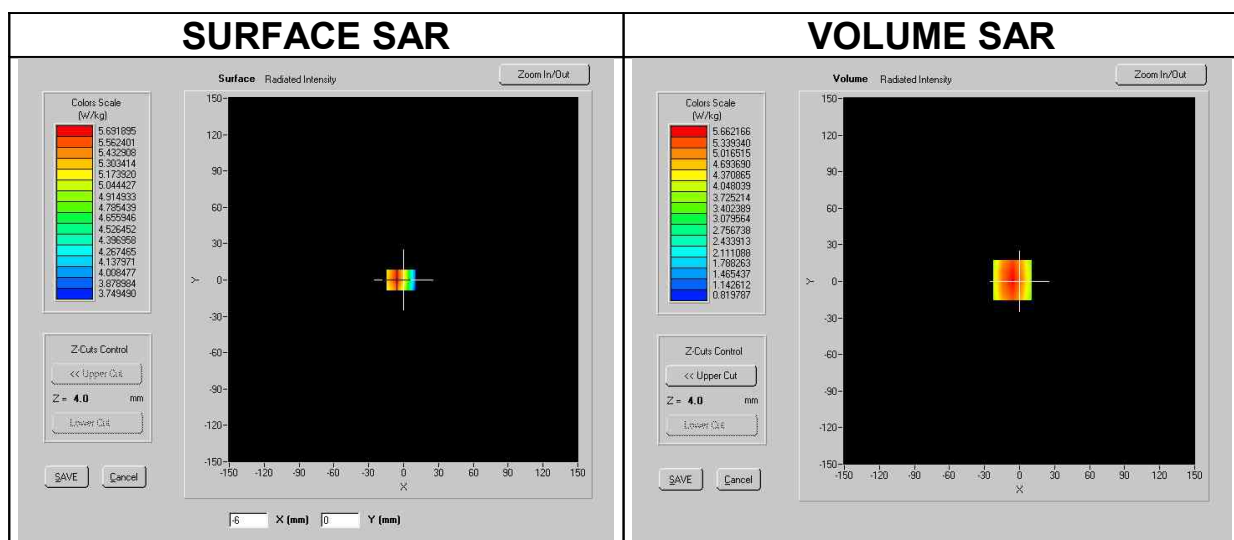 SURFACE SAR
VOLUME SAR
Surface Radiated Intensity
Zoom In/Out
Colors Scale
(W/kg)
5.691895
5.562401
5.432908
5.303414
5.173920
5.044427
4.914933
4.785439
4.655946
4.526452
4.396958
4.267465
4.137971
4.008477
3.878984
3.749490
Z-Cuts Control
<< Upper Cut
Z = 4.0 mm
Lower Cut
SAVE
Cancel
150
120
90
60
30
0
-30
-60
-90
-120
-150
Y
-150 -120 -90 -60 -30 0 30 60 90 120 150
X
-6 X (mm) 0 Y (mm)
Volume Radiated Intensity
Zoom In/Out
Colors Scale
(W/kg)
5.662166
5.339340
5.016515
4.693690
4.370865
4.048039
3.725214
3.402389
3.079564
2.756738
2.433913
2.111088
1.788263
1.465437
1.142612
0.819787
Z-Cuts Control
<< Upper Cut
Z = 4.0 mm
Lower Cut
SAVE
Cancel
150
120
90
60
30
0
-30
-60
-90
-120
-150
Y
-150 -120 -90 -60 -30 0 30 60 90 120 150
X